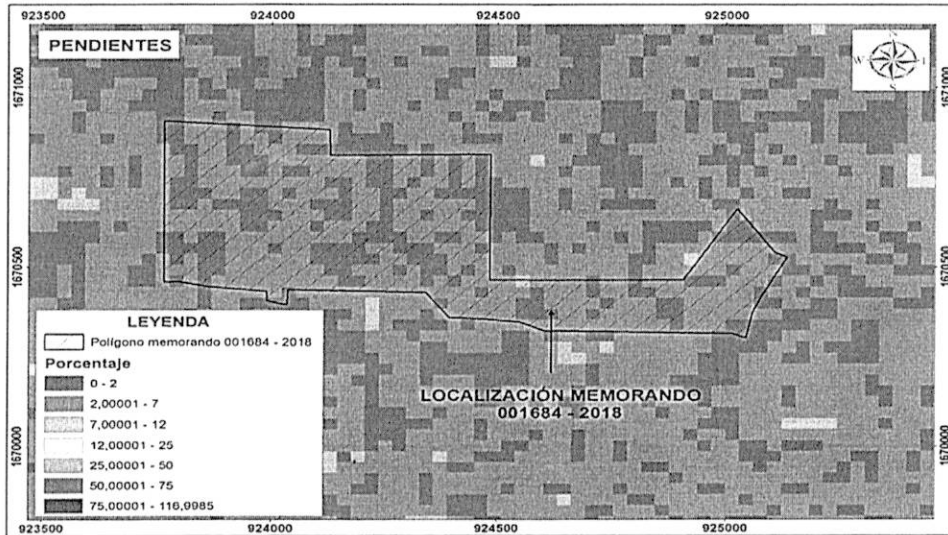 923500 924000 924500 925000
PENDIENTES
N
W
S
1671000 1671000
1670500 1670500
1670000 1670000
LEYENDA
Polígono memorando 001684 - 2018
Porcentaje
0 - 2
2,00001 - 7
7,00001 - 12
12,00001 - 25
25,00001 - 50
50,00001 - 75
75,00001 - 116,9985
LOCALIZACIÓN MEMORANDO
001684 - 2018
923500 924000 924500 925000